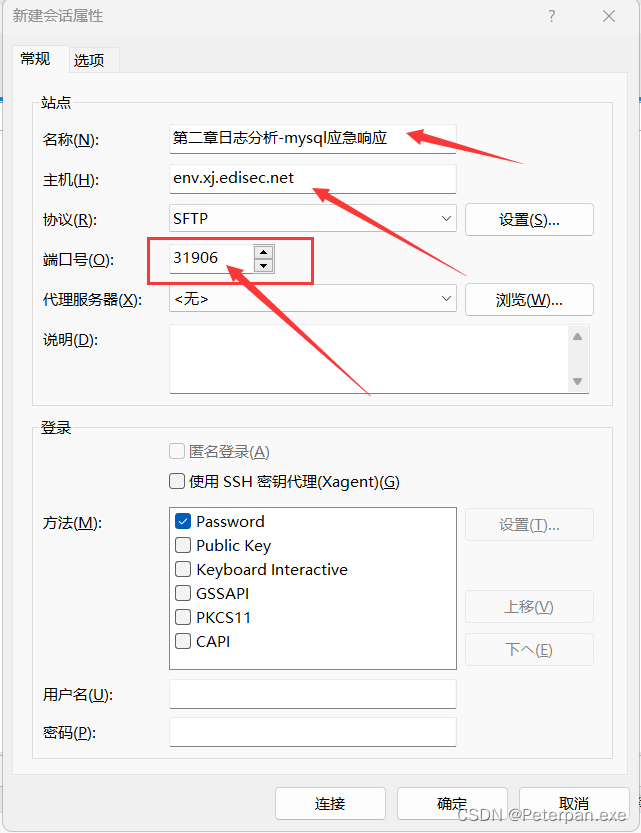 新建会话属性 ?
常规 选项
站点
名称(N): 第二章日志分析-mysql应急响应
主机(H): env.xj.edisec.net
协议(R): SFTP 设置(S)...
端口号(O): 31906
代理服务器(X): <无> 浏览(W)...
说明(D):
登录
匿名登录(A)
使用 SSH 密钥代理(Xagent)(G)
方法(M): Password 设置(T)...
Public Key
Keyboard Interactive
GSSAPI
PKCS11 上移(V)
CAPI 下へ(E)
用户名(U):
密码(P):
连接 确定 取消
CSDN @Peterpan.exe